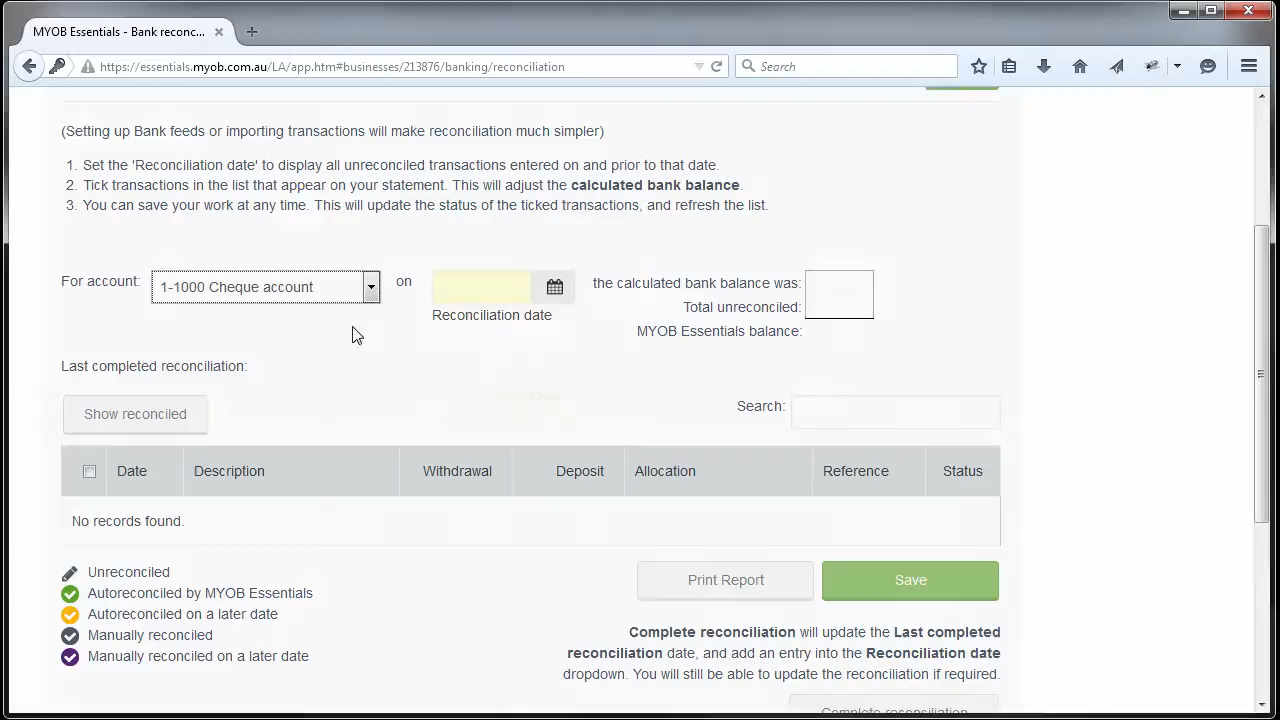 MYOB Essentials - Bank reconc...
https://essentials.myob.com.au/LA/app.htm#businesses/213876/banking/reconciliation
Search
(Setting up Bank feeds or importing transactions will make reconciliation much simpler)
1. Set the 'Reconciliation date' to display all unreconciled transactions entered on and prior to that date.
2. Tick transactions in the list that appear on your statement. This will adjust the calculated bank balance.
3. You can save your work at any time. This will update the status of the ticked transactions, and refresh the list.
For account: 1-1000 Cheque account on the calculated bank balance was:
Reconciliation date Total unreconciled:
MYOB Essentials balance:
Last completed reconciliation:
Show reconciled Search:
Date Description Withdrawal Deposit Allocation Reference Status
No records found.
Unreconciled
Autoreconciled by MYOB Essentials
Autoreconciled on a later date
Manually reconciled
Manually reconciled on a later date
Print Report Save
Complete reconciliation will update the Last completed
reconciliation date, and add an entry into the Reconciliation date
dropdown. You will still be able to update the reconciliation if required.
Complete reconciliation